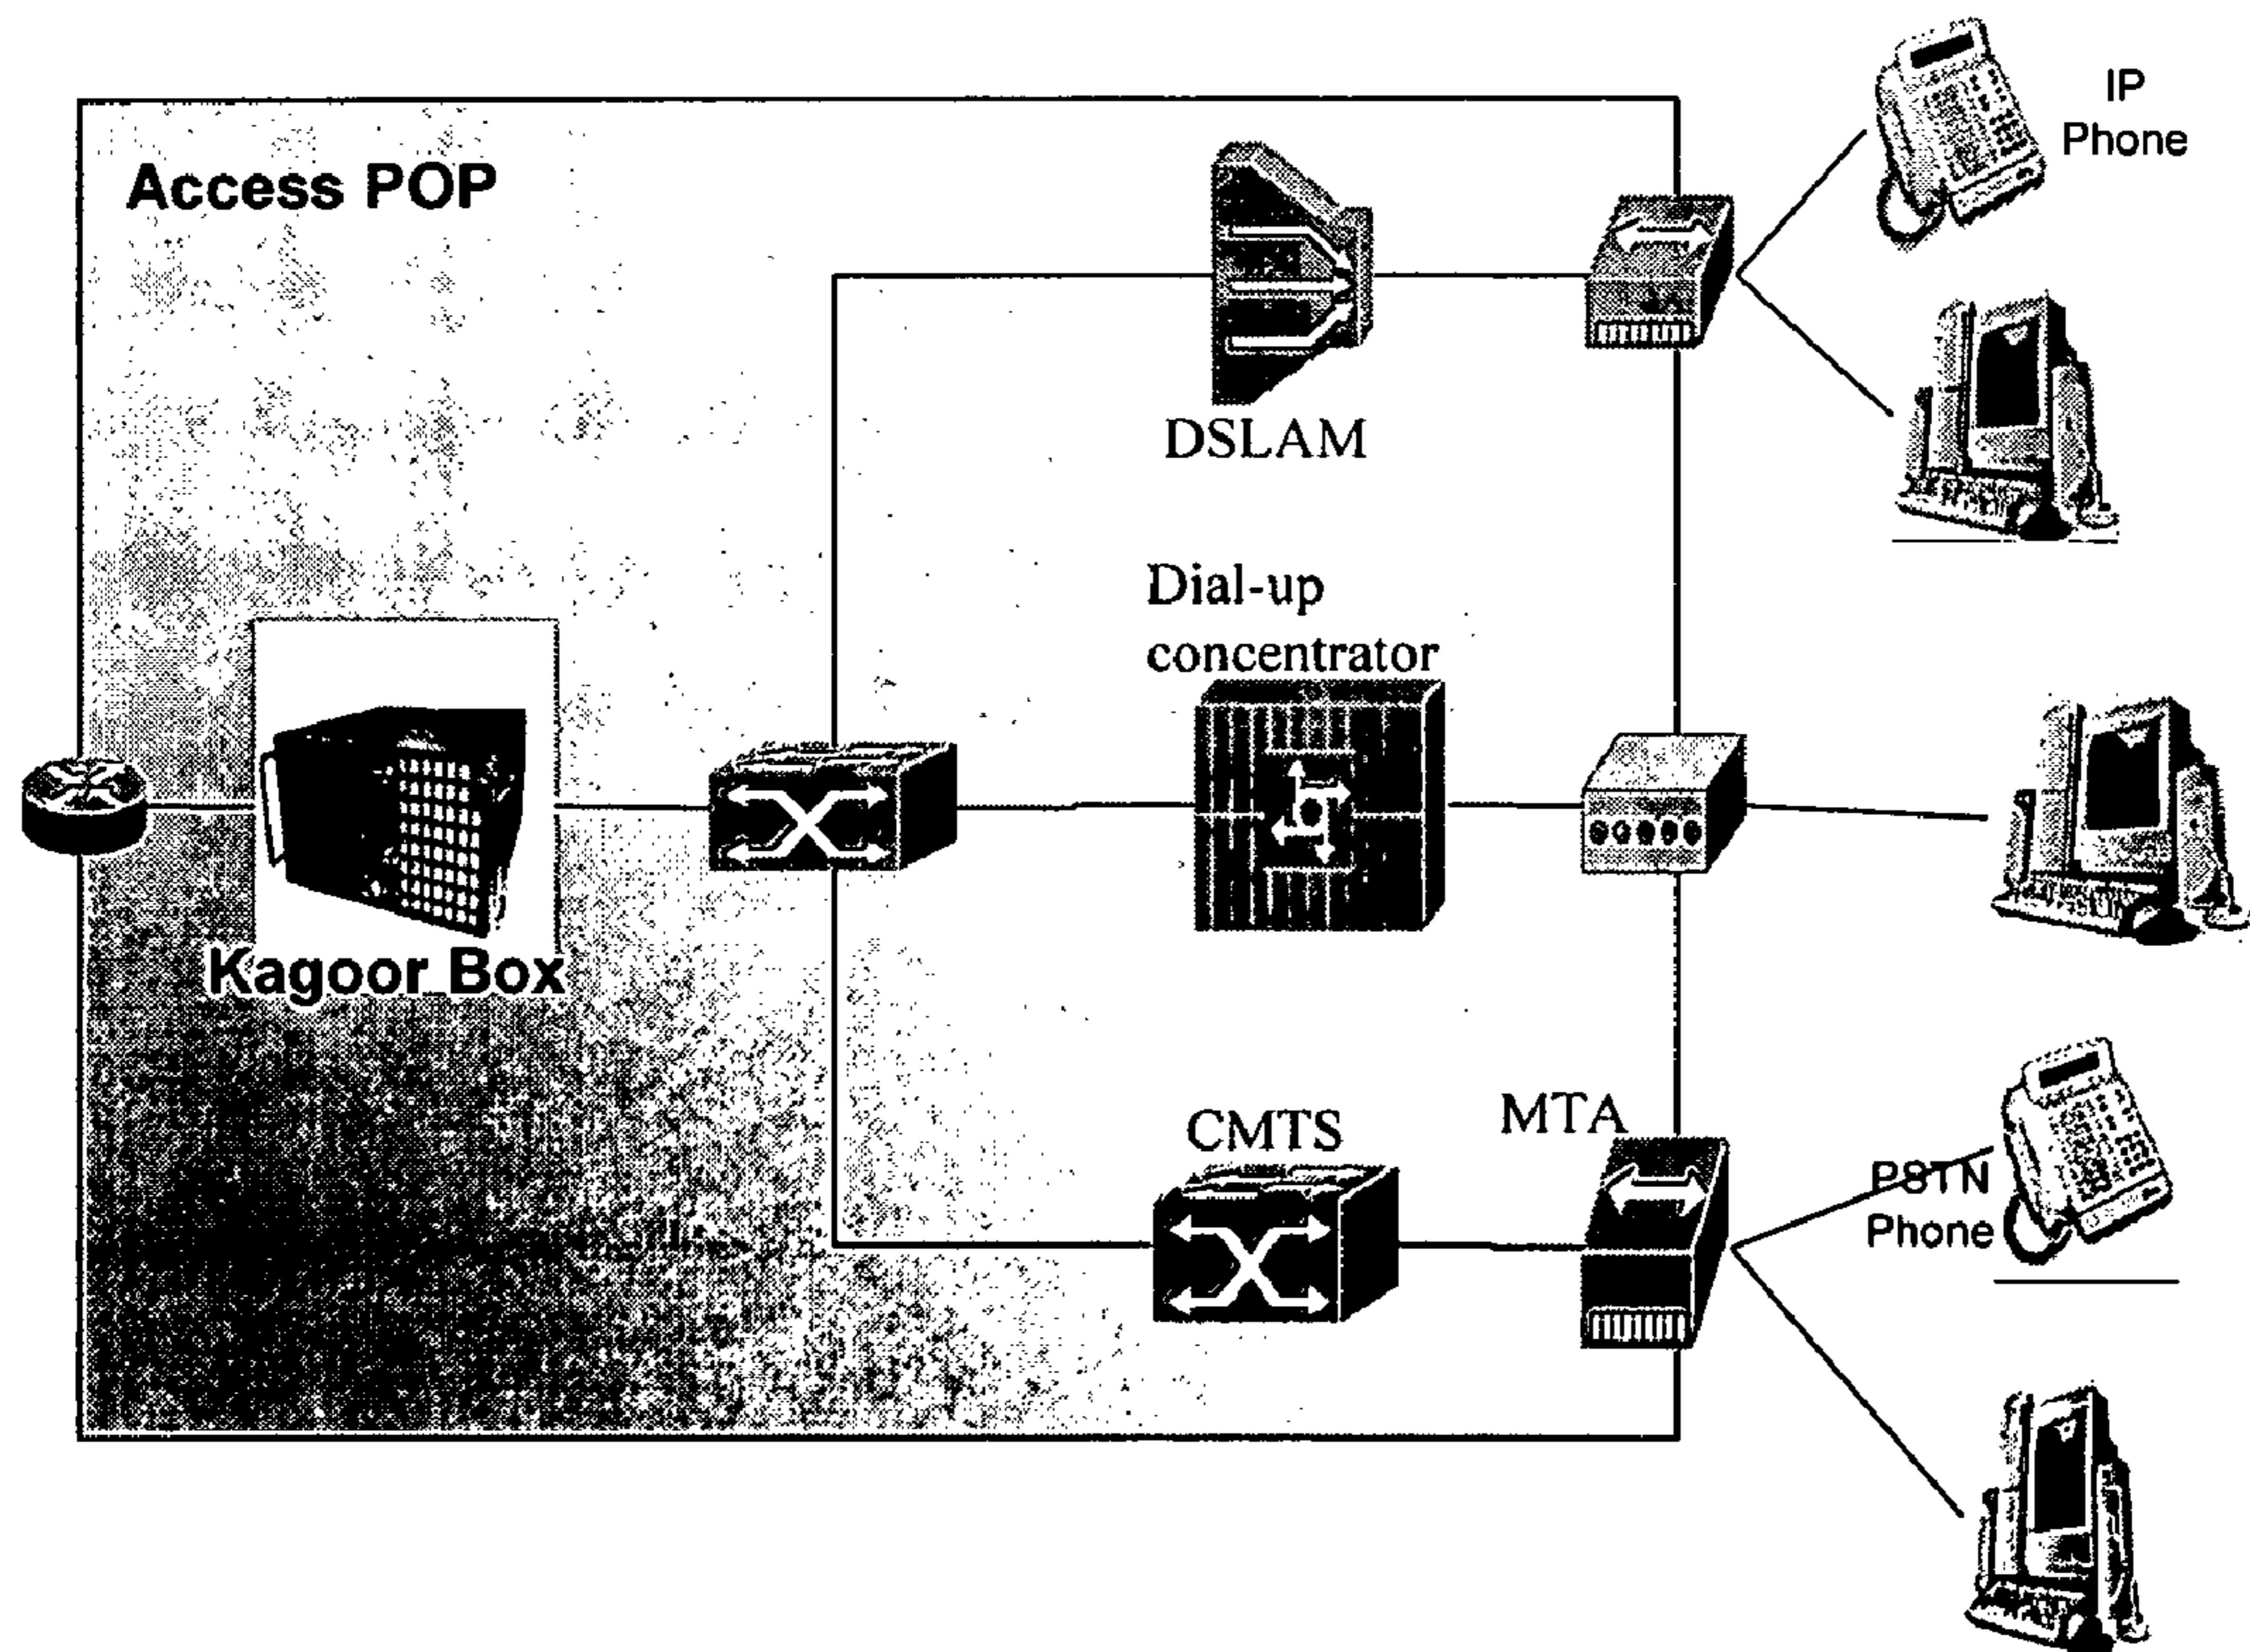 IP
Phone
Access POP
DSLAM
Dial-up
concentrator
Kagoor Box
CMTS
MTA
PSTN
Phone